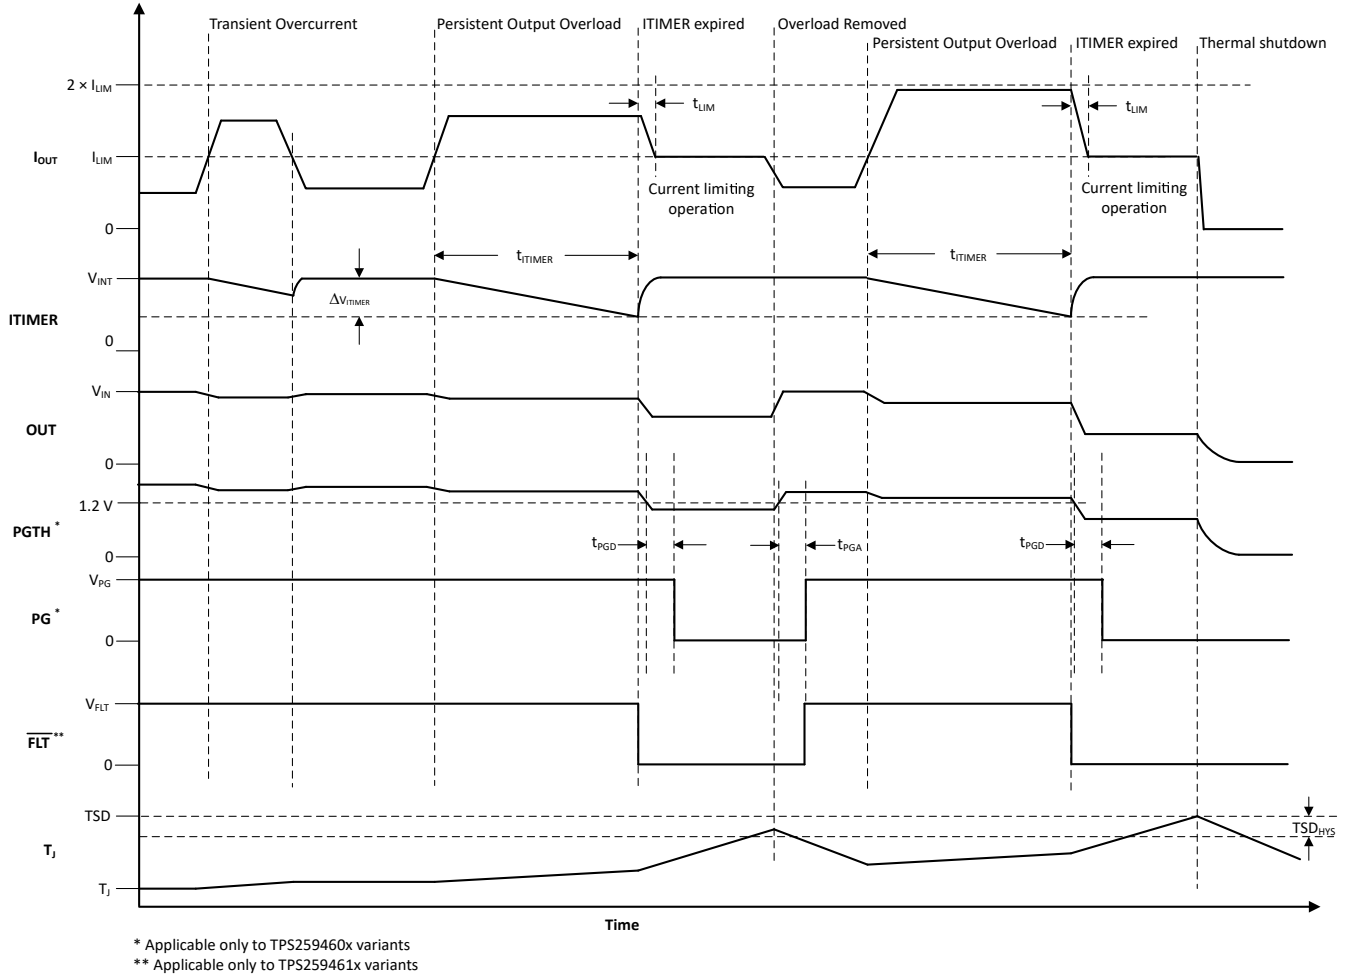 Transient Overcurrent
Persistent Output Overload
ITIMER expired
Overload Removed
Persistent Output Overload
ITIMER expired
Thermal shutdown
2 × ILIM
tLIM
tLIM
IOUT
ILIM
Current limiting
operation
Current limiting
operation
0
tITIMER
tITIMER
VINT
ΔVITIMER
ITIMER
0
VIN
OUT
0
1.2 V
PGTH *
tPGD
tPGA
tPGD
0
VPG
PG *
0
VFLT
FLT **
0
TSD
TSDHYS
TJ
TJ
Time
* Applicable only to TPS259460x variants
** Applicable only to TPS259461x variants